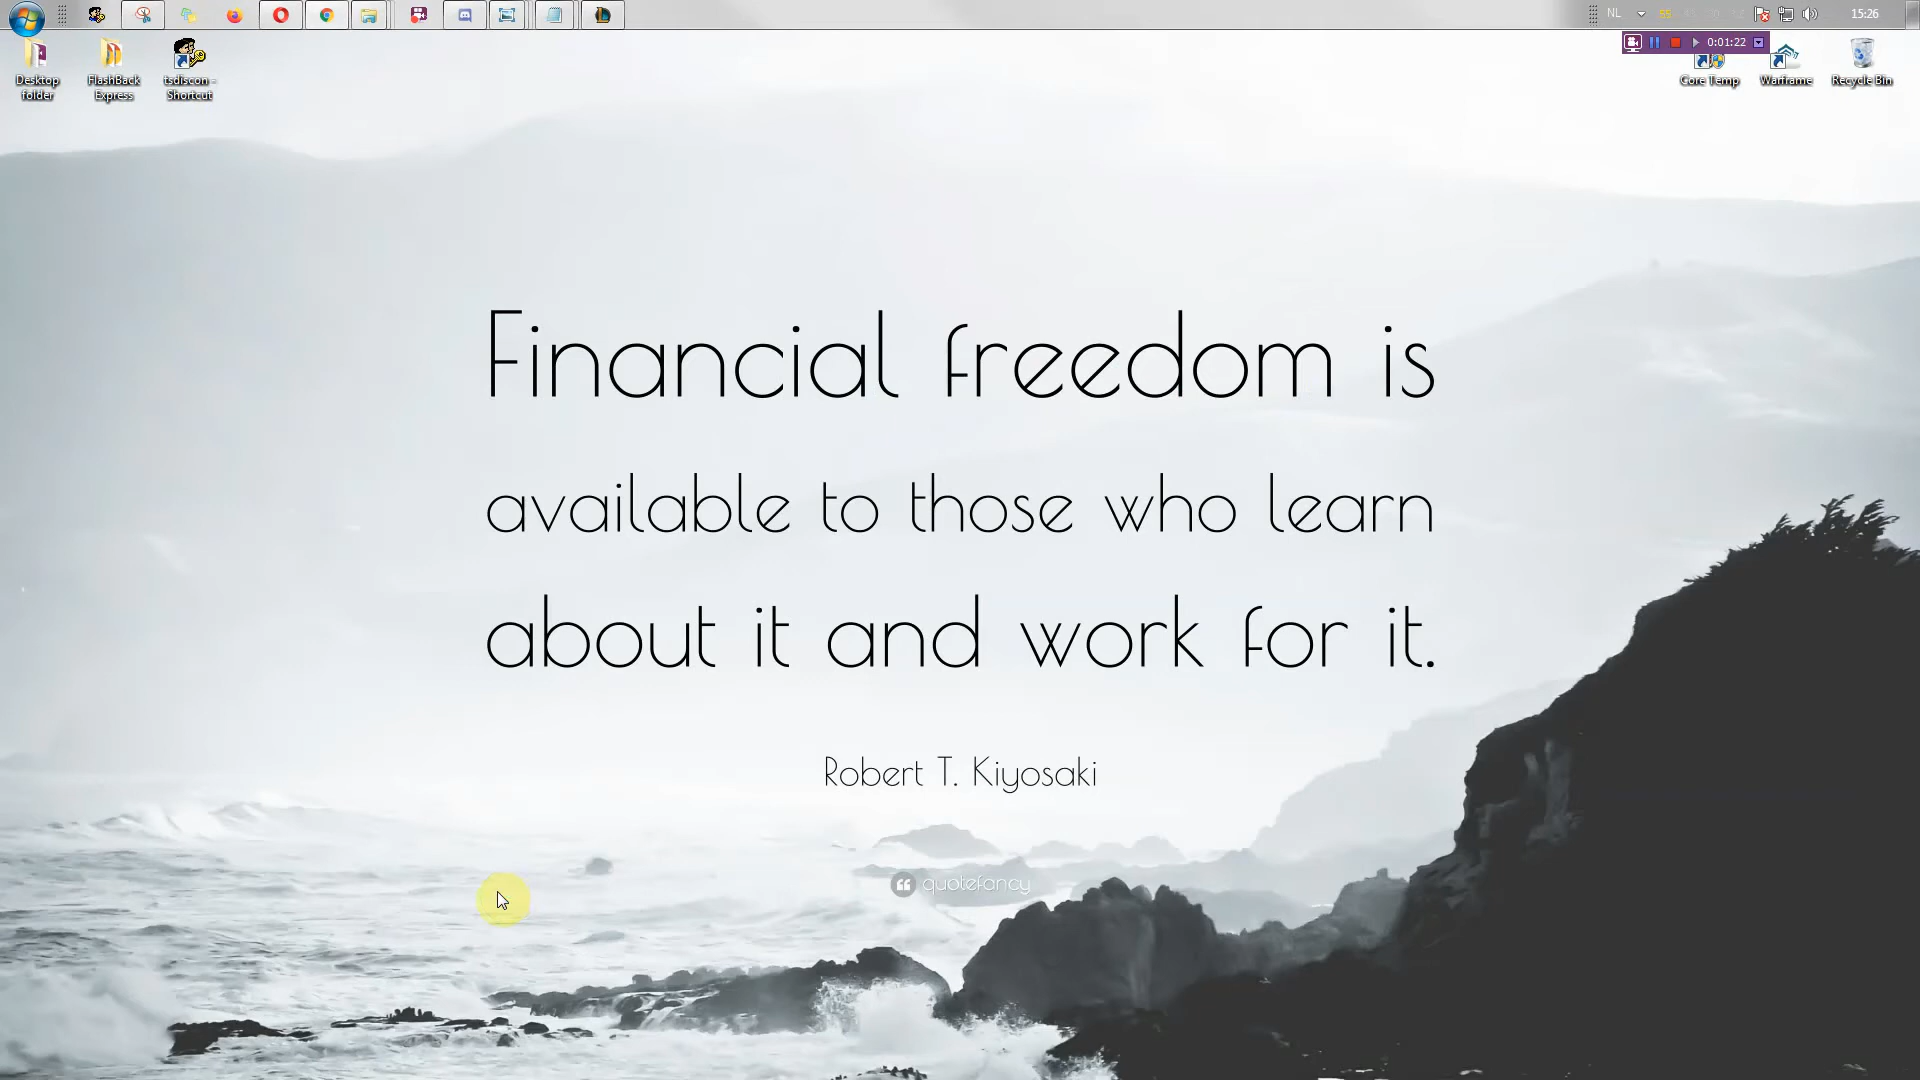 NL
55
15:26
0:01:22
Desktop
folder
FlashBack
Express
tsdiscon -
Shortcut
Core Temp
Warframe
Recycle Bin
Financial freedom is
available to those who learn
about it and work for it.
Robert T. Kiyosaki
quotefancy